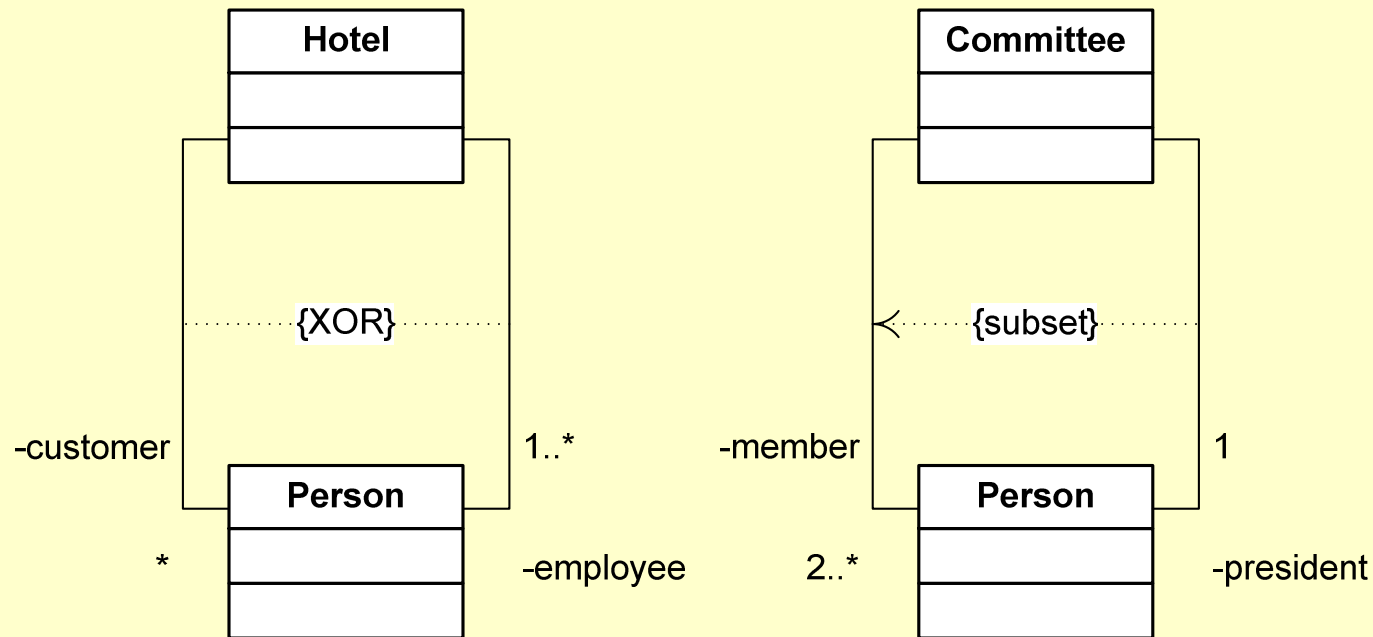 Hotel
Committee
{XOR}
{subset}
-customer
1..*
-member
1
Person
Person
*
-employee
2..*
-president